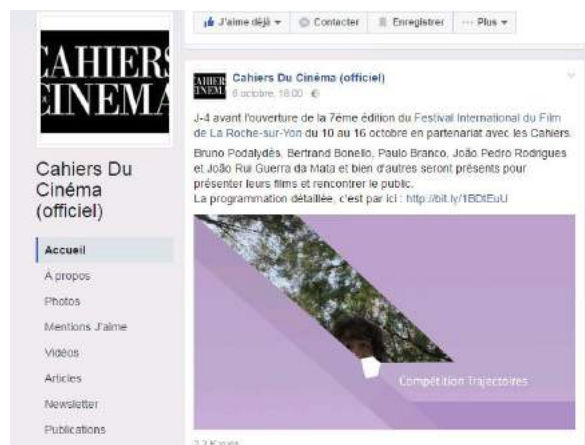 J'aime déjà
Contacter
Enregistrer
··· Plus
CAHIERS
CINEMA
CAHIERS
CINEMA
Cahiers Du Cinéma (officiel)
6 octobre, 18:00
J-4 avant l'ouverture de la 7ème édition du Festival International du Film
de La Roche-sur-Yon du 10 au 16 octobre en partenariat avec les Cahiers.
Bruno Podalydès, Bertrand Bonello, Paulo Branco, João Pedro Rodrigues
et João Rui Guerra da Mata et bien d'autres seront présents pour
présenter leurs films et rencontrer le public.
La programmation détaillée, c'est par ici : http://bit.ly/1BDtEuU
Compétition Trajectoires
Cahiers Du
Cinéma
(officiel)
Accueil
À propos
Photos
Mentions J'aime
Vidéos
Articles
Newsletter
Publications